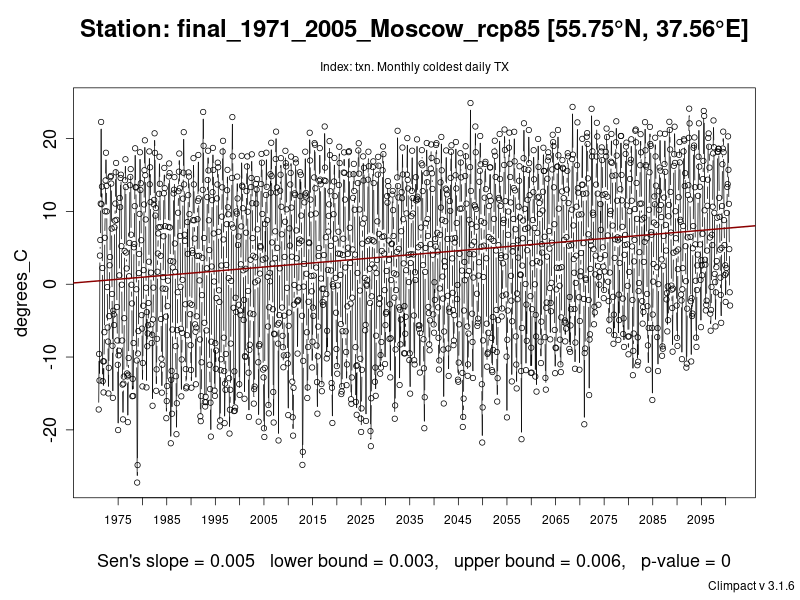 Station: final_1971_2005_Moscow_rcp85 [55.75°N, 37.56°E]
Index: txn. Monthly coldest daily TX
degrees_C
20
10
0
-10
-20
1975 1985 1995 2005 2015 2025 2035 2045 2055 2065 2075 2085 2095
Sen's slope = 0.005 lower bound = 0.003, upper bound = 0.006, p-value = 0
Climpact v 3.1.6